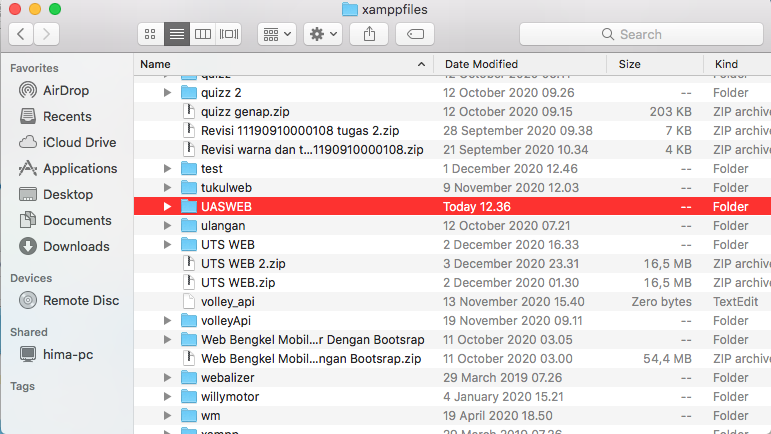 xamppfiles
Search
Favorites
AirDrop
Recents
iCloud Drive
Applications
Desktop
Documents
Downloads
Devices
Remote Disc
Shared
hima-pc
Tags
Name Date Modified Size Kind
quizz 12 October 2020 09.11 -- Folder
quizz 2 12 October 2020 09.26 -- Folder
quizz genap.zip 12 October 2020 09.15 203 KB ZIP archive
Revisi 11190910000108 tugas 2.zip 28 September 2020 09.38 7 KB ZIP archive
Revisi warna dan t...1190910000108.zip 21 September 2020 10.34 4 KB ZIP archive
test 1 December 2020 12.46 -- Folder
tukulweb 9 November 2020 12.03 -- Folder
UASWEB Today 12.36 -- Folder
ulangan 12 October 2020 07.21 -- Folder
UTS WEB 2 December 2020 16.33 -- Folder
UTS WEB 2.zip 3 December 2020 23.31 16,5 MB ZIP archive
UTS WEB.zip 2 December 2020 01.30 16,5 MB ZIP archive
volley_api 13 November 2020 15.40 Zero bytes TextEdit
volleyApi 19 November 2020 09.11 -- Folder
Web Bengkel Mobil...r Dengan Bootsrap 11 October 2020 03.05 -- Folder
Web Bengkel Mobil...ngan Bootsrap.zip 11 October 2020 03.00 54,4 MB ZIP archive
webalizer 29 March 2019 07.26 -- Folder
willymotor 4 January 2020 15.21 -- Folder
wm 19 April 2020 18.50 -- Folder